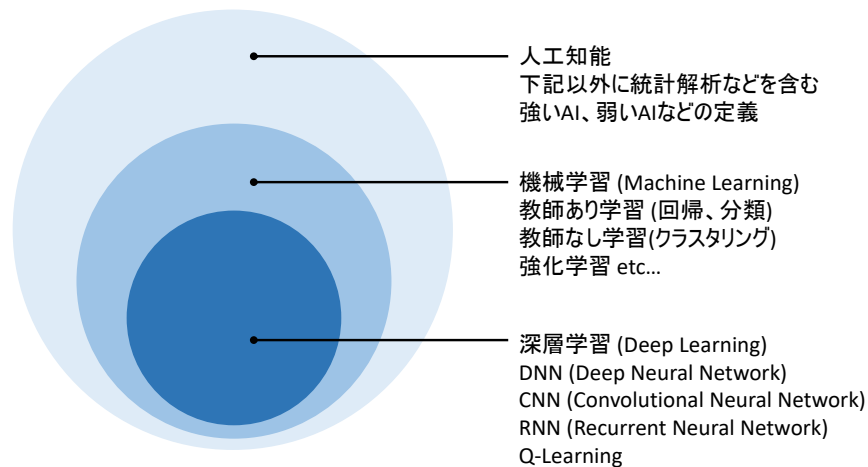 人工知能
下記以外に統計解析などを含む
強いAI、弱いAIなどの定義
機械学習 (Machine Learning)
教師あり学習 (回帰、分類)
教師なし学習(クラスタリング)
強化学習 etc…
深層学習 (Deep Learning)
DNN (Deep Neural Network)
CNN (Convolutional Neural Network)
RNN (Recurrent Neural Network)
Q-Learning